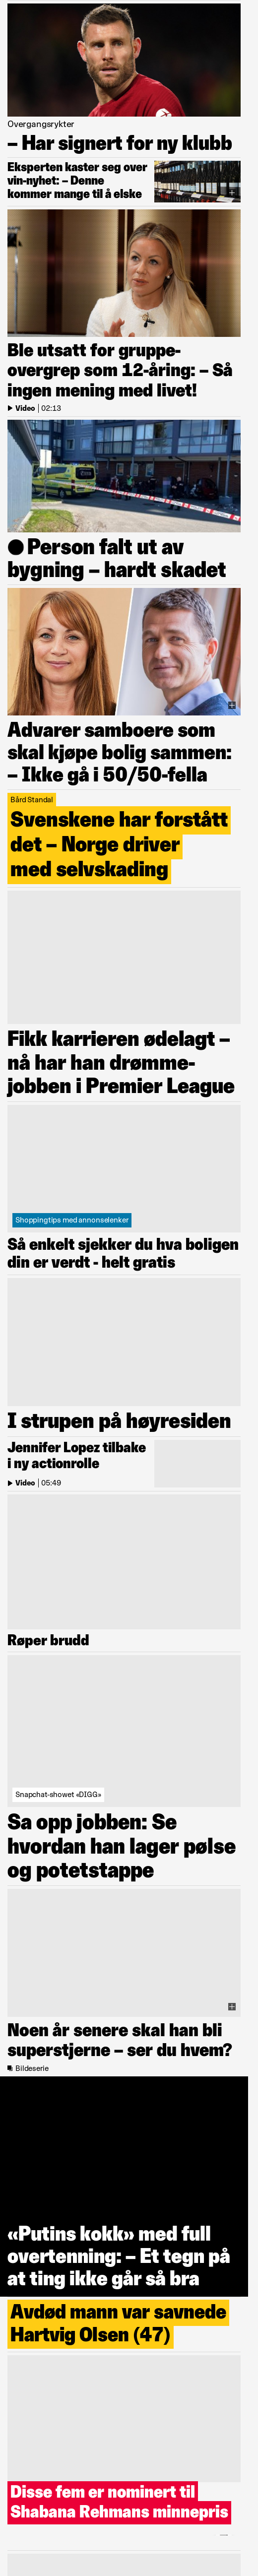 Overgangsrykter
– Har signert for ny klubb
Eksperten kaster seg over
vin-nyhet: – Denne
kommer mange til å elske
Ble utsatt for gruppe-
overgrep som 12-åring: – Så
ingen mening med livet!
Video | 02:13
Person falt ut av
bygning – hardt skadet
Advarer samboere som
skal kjøpe bolig sammen:
– Ikke gå i 50/50-fella
Bård Standal
Svenskene har forstått
det – Norge driver
med selvskading
Fikk karrieren ødelagt –
nå har han drømme-
jobben i Premier League
Shoppingtips med annonselenker
Så enkelt sjekker du hva boligen
din er verdt - helt gratis
I strupen på høyresiden
Jennifer Lopez tilbake
i ny actionrolle
Video | 05:49
Røper brudd
Snapchat-showet «DIGG»
Sa opp jobben: Se
hvordan han lager pølse
og potetstappe
Noen år senere skal han bli
superstjerne – ser du hvem?
Bildeserie
«Putins kokk» med full
overtenning: – Et tegn på
at ting ikke går så bra
Avdød mann var savnede
Hartvig Olsen (47)
Disse fem er nominert til
Shabana Rehmans minnepris